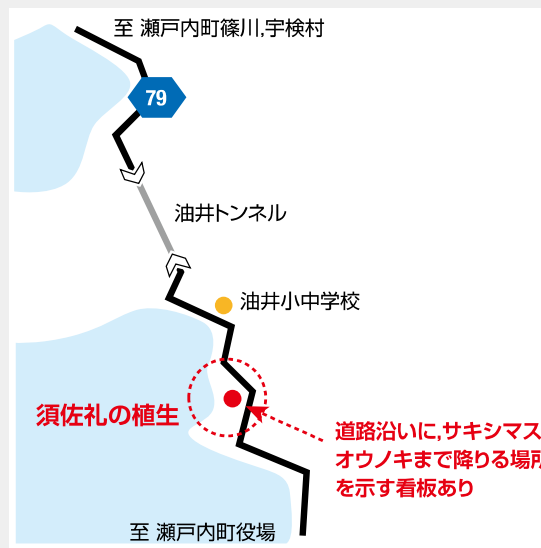 至 瀬戸内町篠川,宇検村
79
油井トンネル
油井小中学校
須佐礼の植生
道路沿いに,サキシマス
オウノキまで降りる場所
を示す看板あり
至 瀬戸内町役場